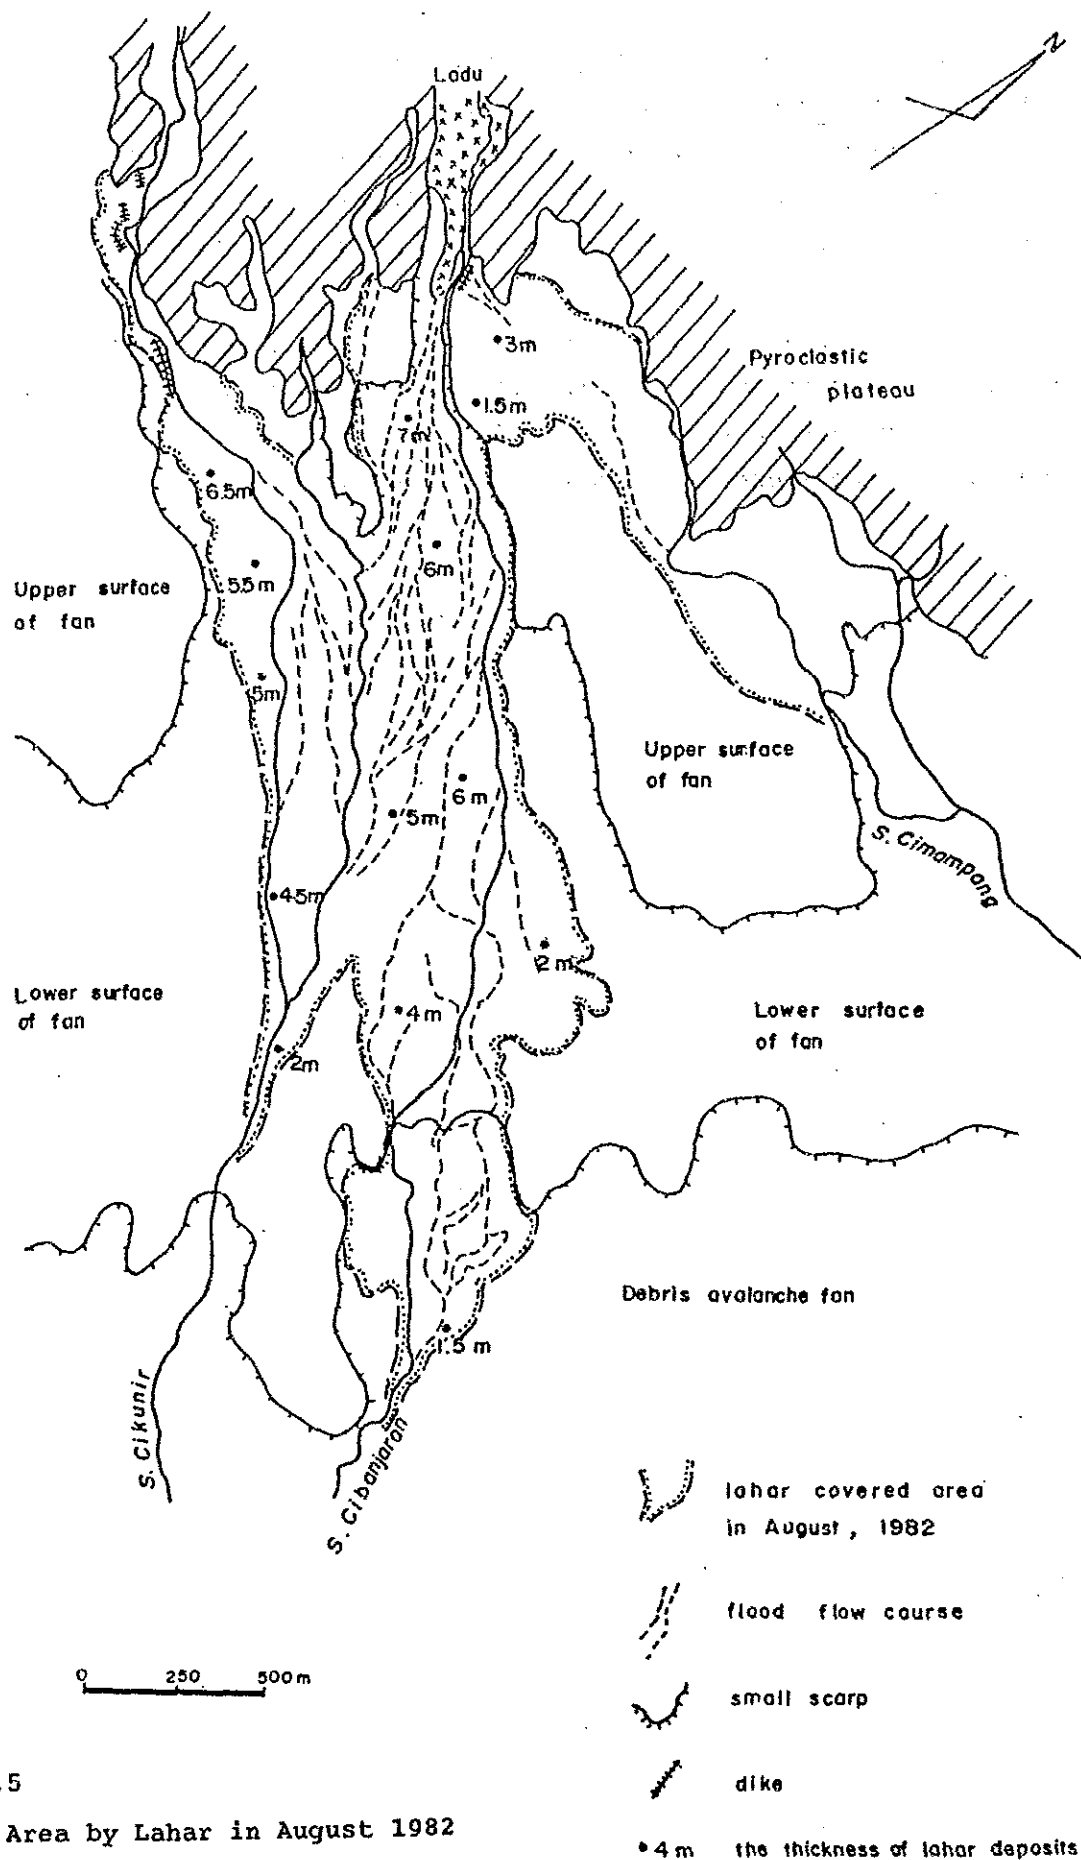 Ladu
N
Pyroclastic
plateau
3m
1.5m
7m
6.5m
6m
5.5m
Upper surface
of fan
5m
Upper surface
of fan
6m
5m
S. Cimampang
4.5m
2m
Lower surface
of fan
4m
Lower surface
of fan
2m
Debris avalanche fan
1.5 m
S. Cikunir
S. Cibanjaran
lahar covered area
in August, 1982
flood flow course
small scarp
dike
4m the thickness of lahar deposits
0 250 500m
.5
Area by Lahar in August 1982